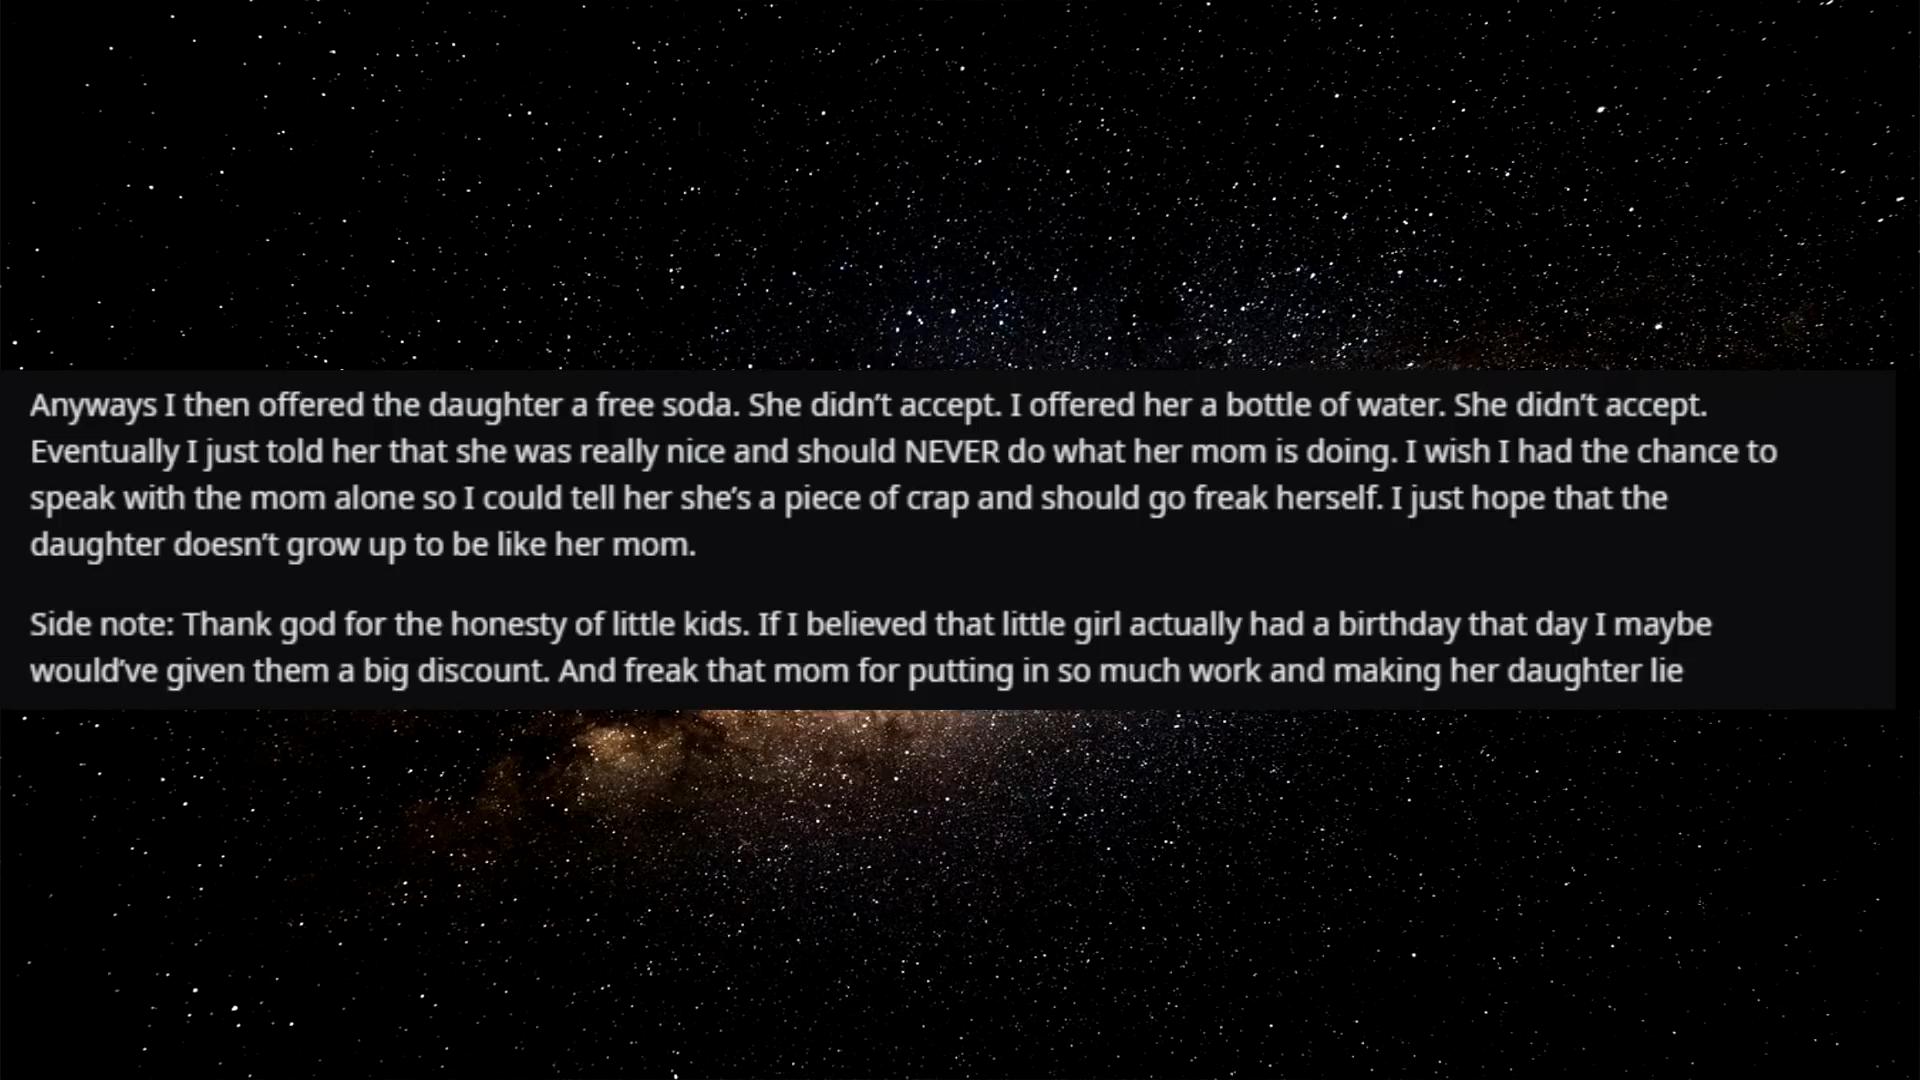 Anyways I then offered the daughter a free soda. She didn't accept. I offered her a bottle of water. She didn't accept.
Eventually I just told her that she was really nice and should NEVER do what her mom is doing. I wish I had the chance to
speak with the mom alone so I could tell her she's a piece of crap and should go freak herself. I just hope that the
daughter doesn't grow up to be like her mom.
Side note: Thank god for the honesty of little kids. If I believed that little girl actually had a birthday that day I maybe
would've given them a big discount. And freak that mom for putting in so much work and making her daughter lie